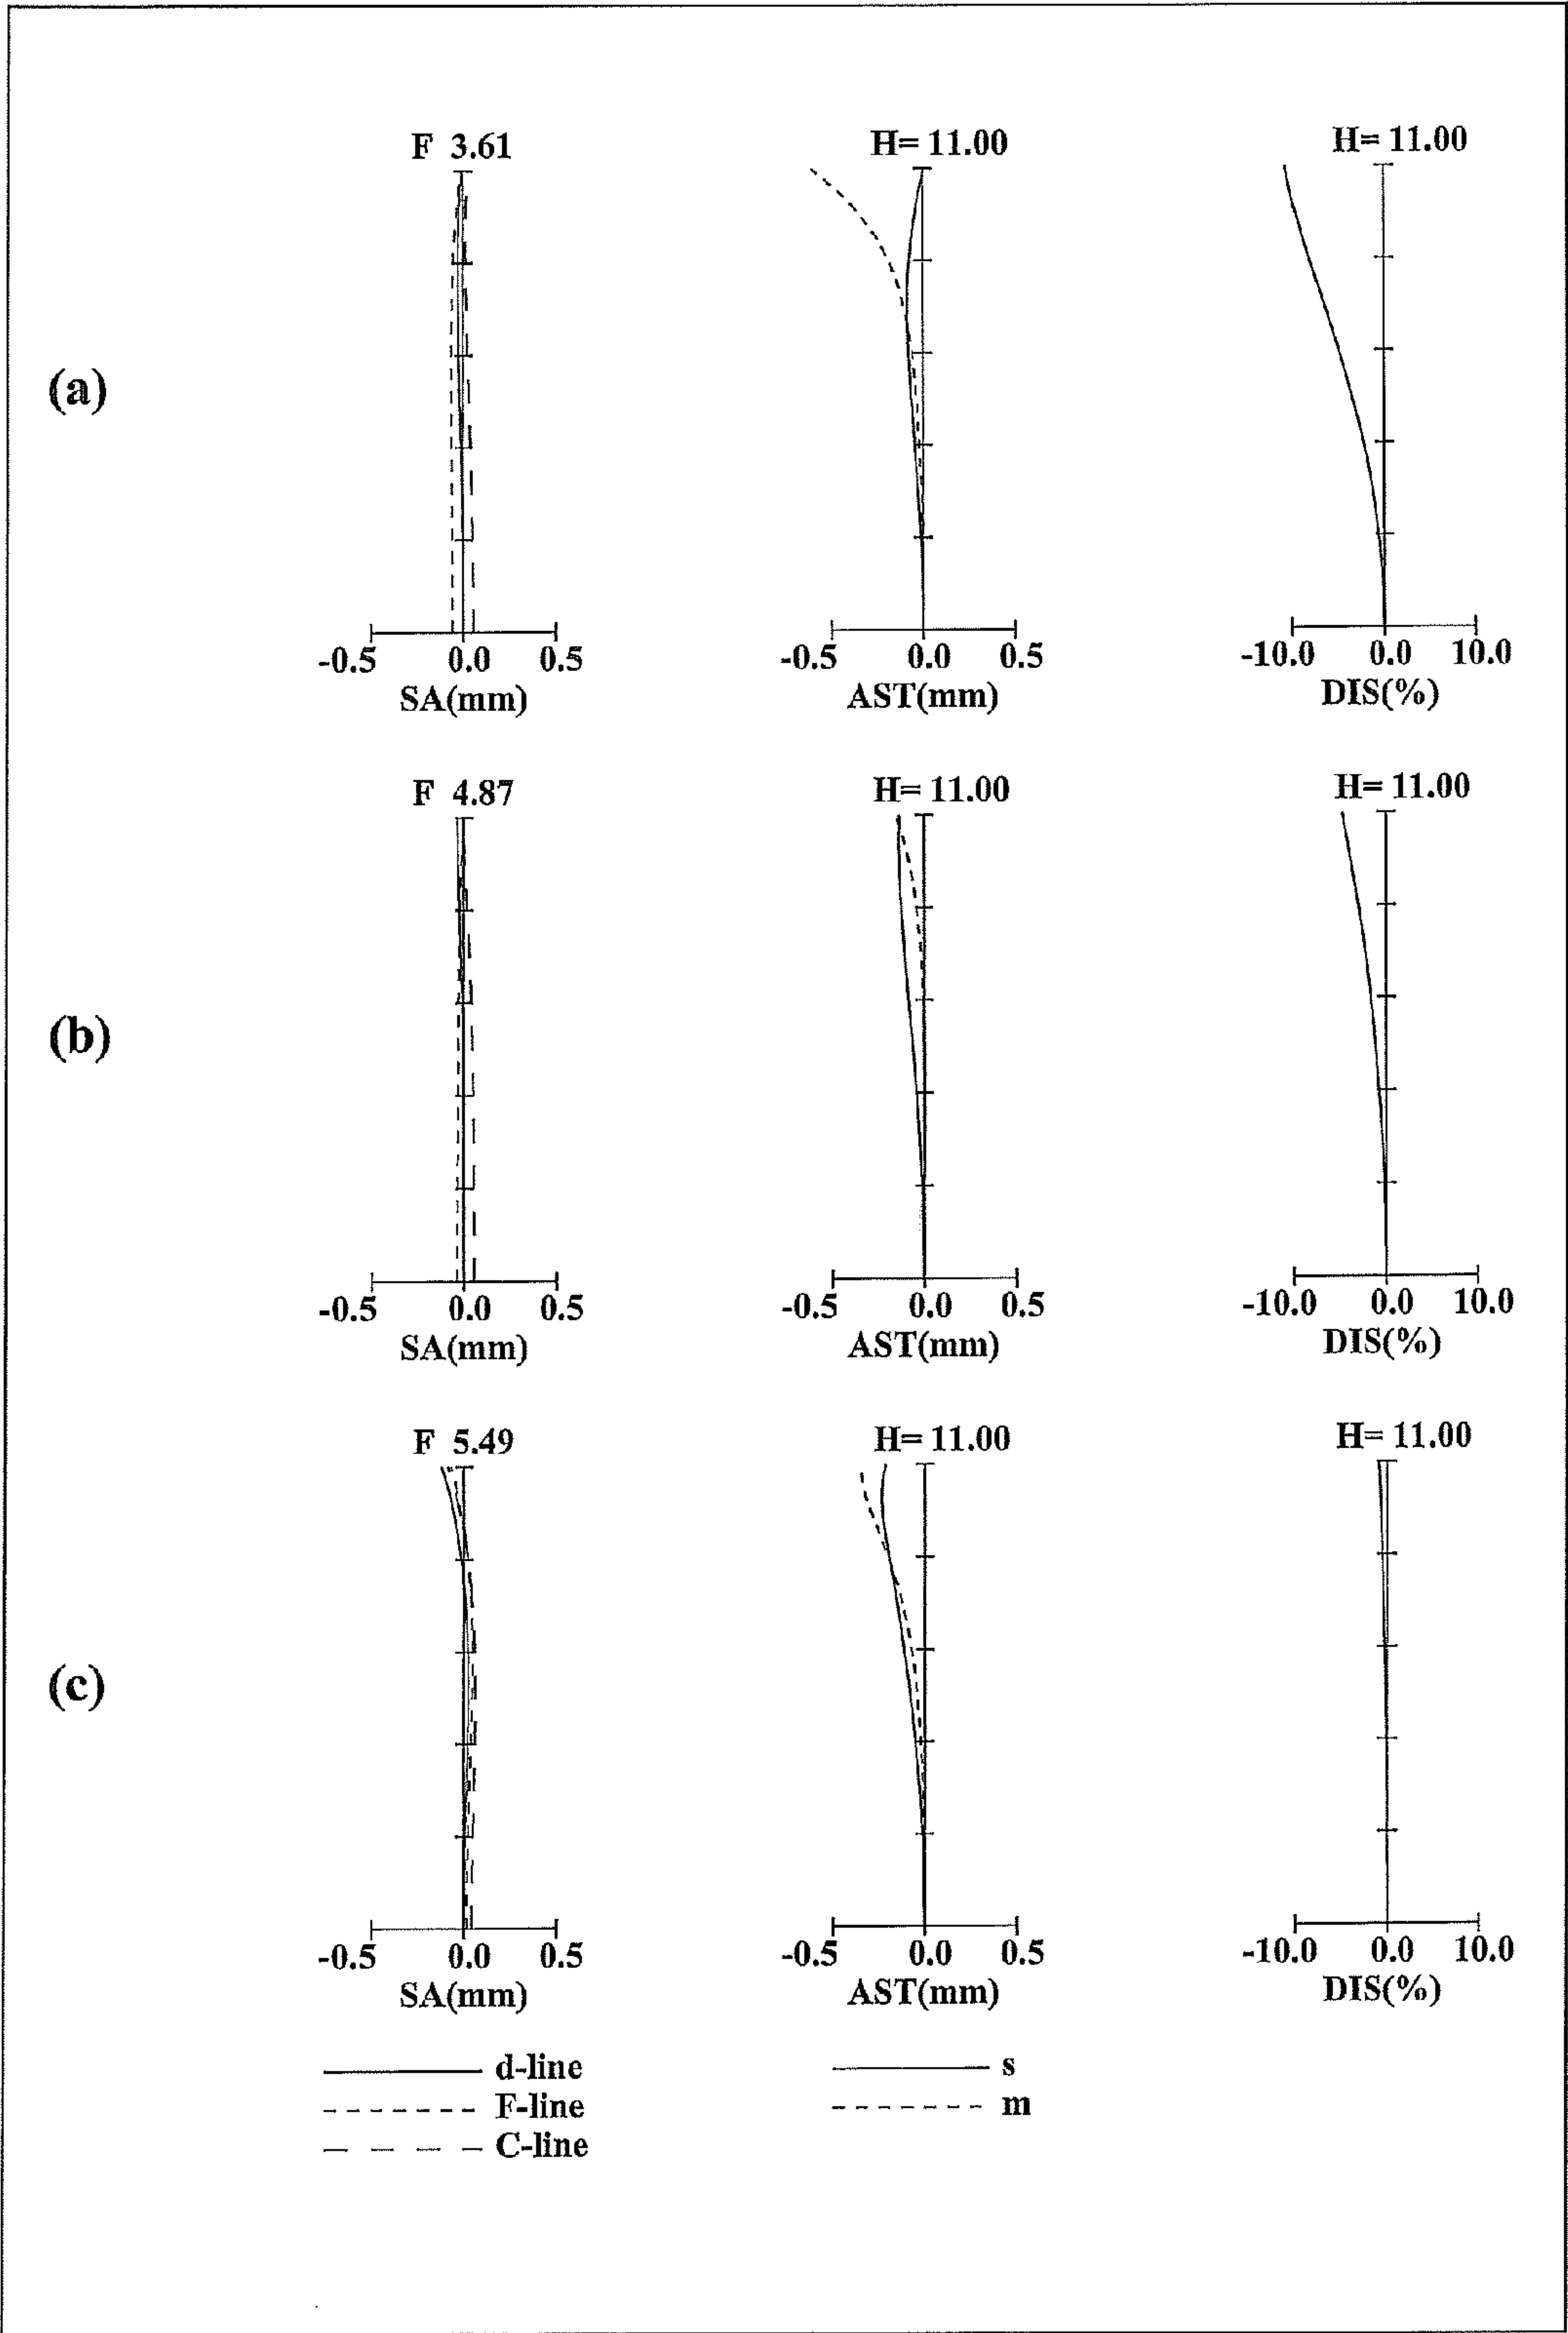 F 3.61 H= 11.00 H= 11.00
(a)
-0.5 0.0 0.5 -0.5 0.0 0.5 -10.0 0.0 10.0
SA(mm) AST(mm) DIS(%)
F 4.87 H= 11.00 H= 11.00
(b)
-0.5 0.0 0.5 -0.5 0.0 0.5 -10.0 0.0 10.0
SA(mm) AST(mm) DIS(%)
F 5.49 H= 11.00 H= 11.00
(c)
-0.5 0.0 0.5 -0.5 0.0 0.5 -10.0 0.0 10.0
SA(mm) AST(mm) DIS(%)
d-line s
F-line m
C-line